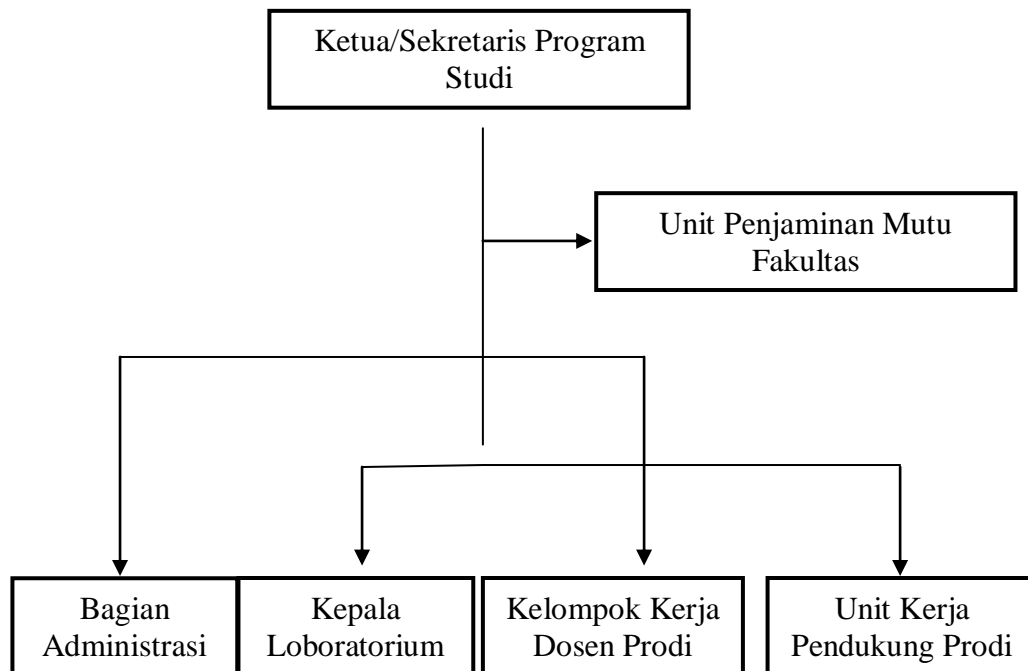 Ketua/Sekretaris Program
Studi
Unit Penjaminan Mutu
Fakultas
Bagian
Administrasi
Kepala
Loboratorium
Kelompok Kerja
Dosen Prodi
Unit Kerja
Pendukung Prodi